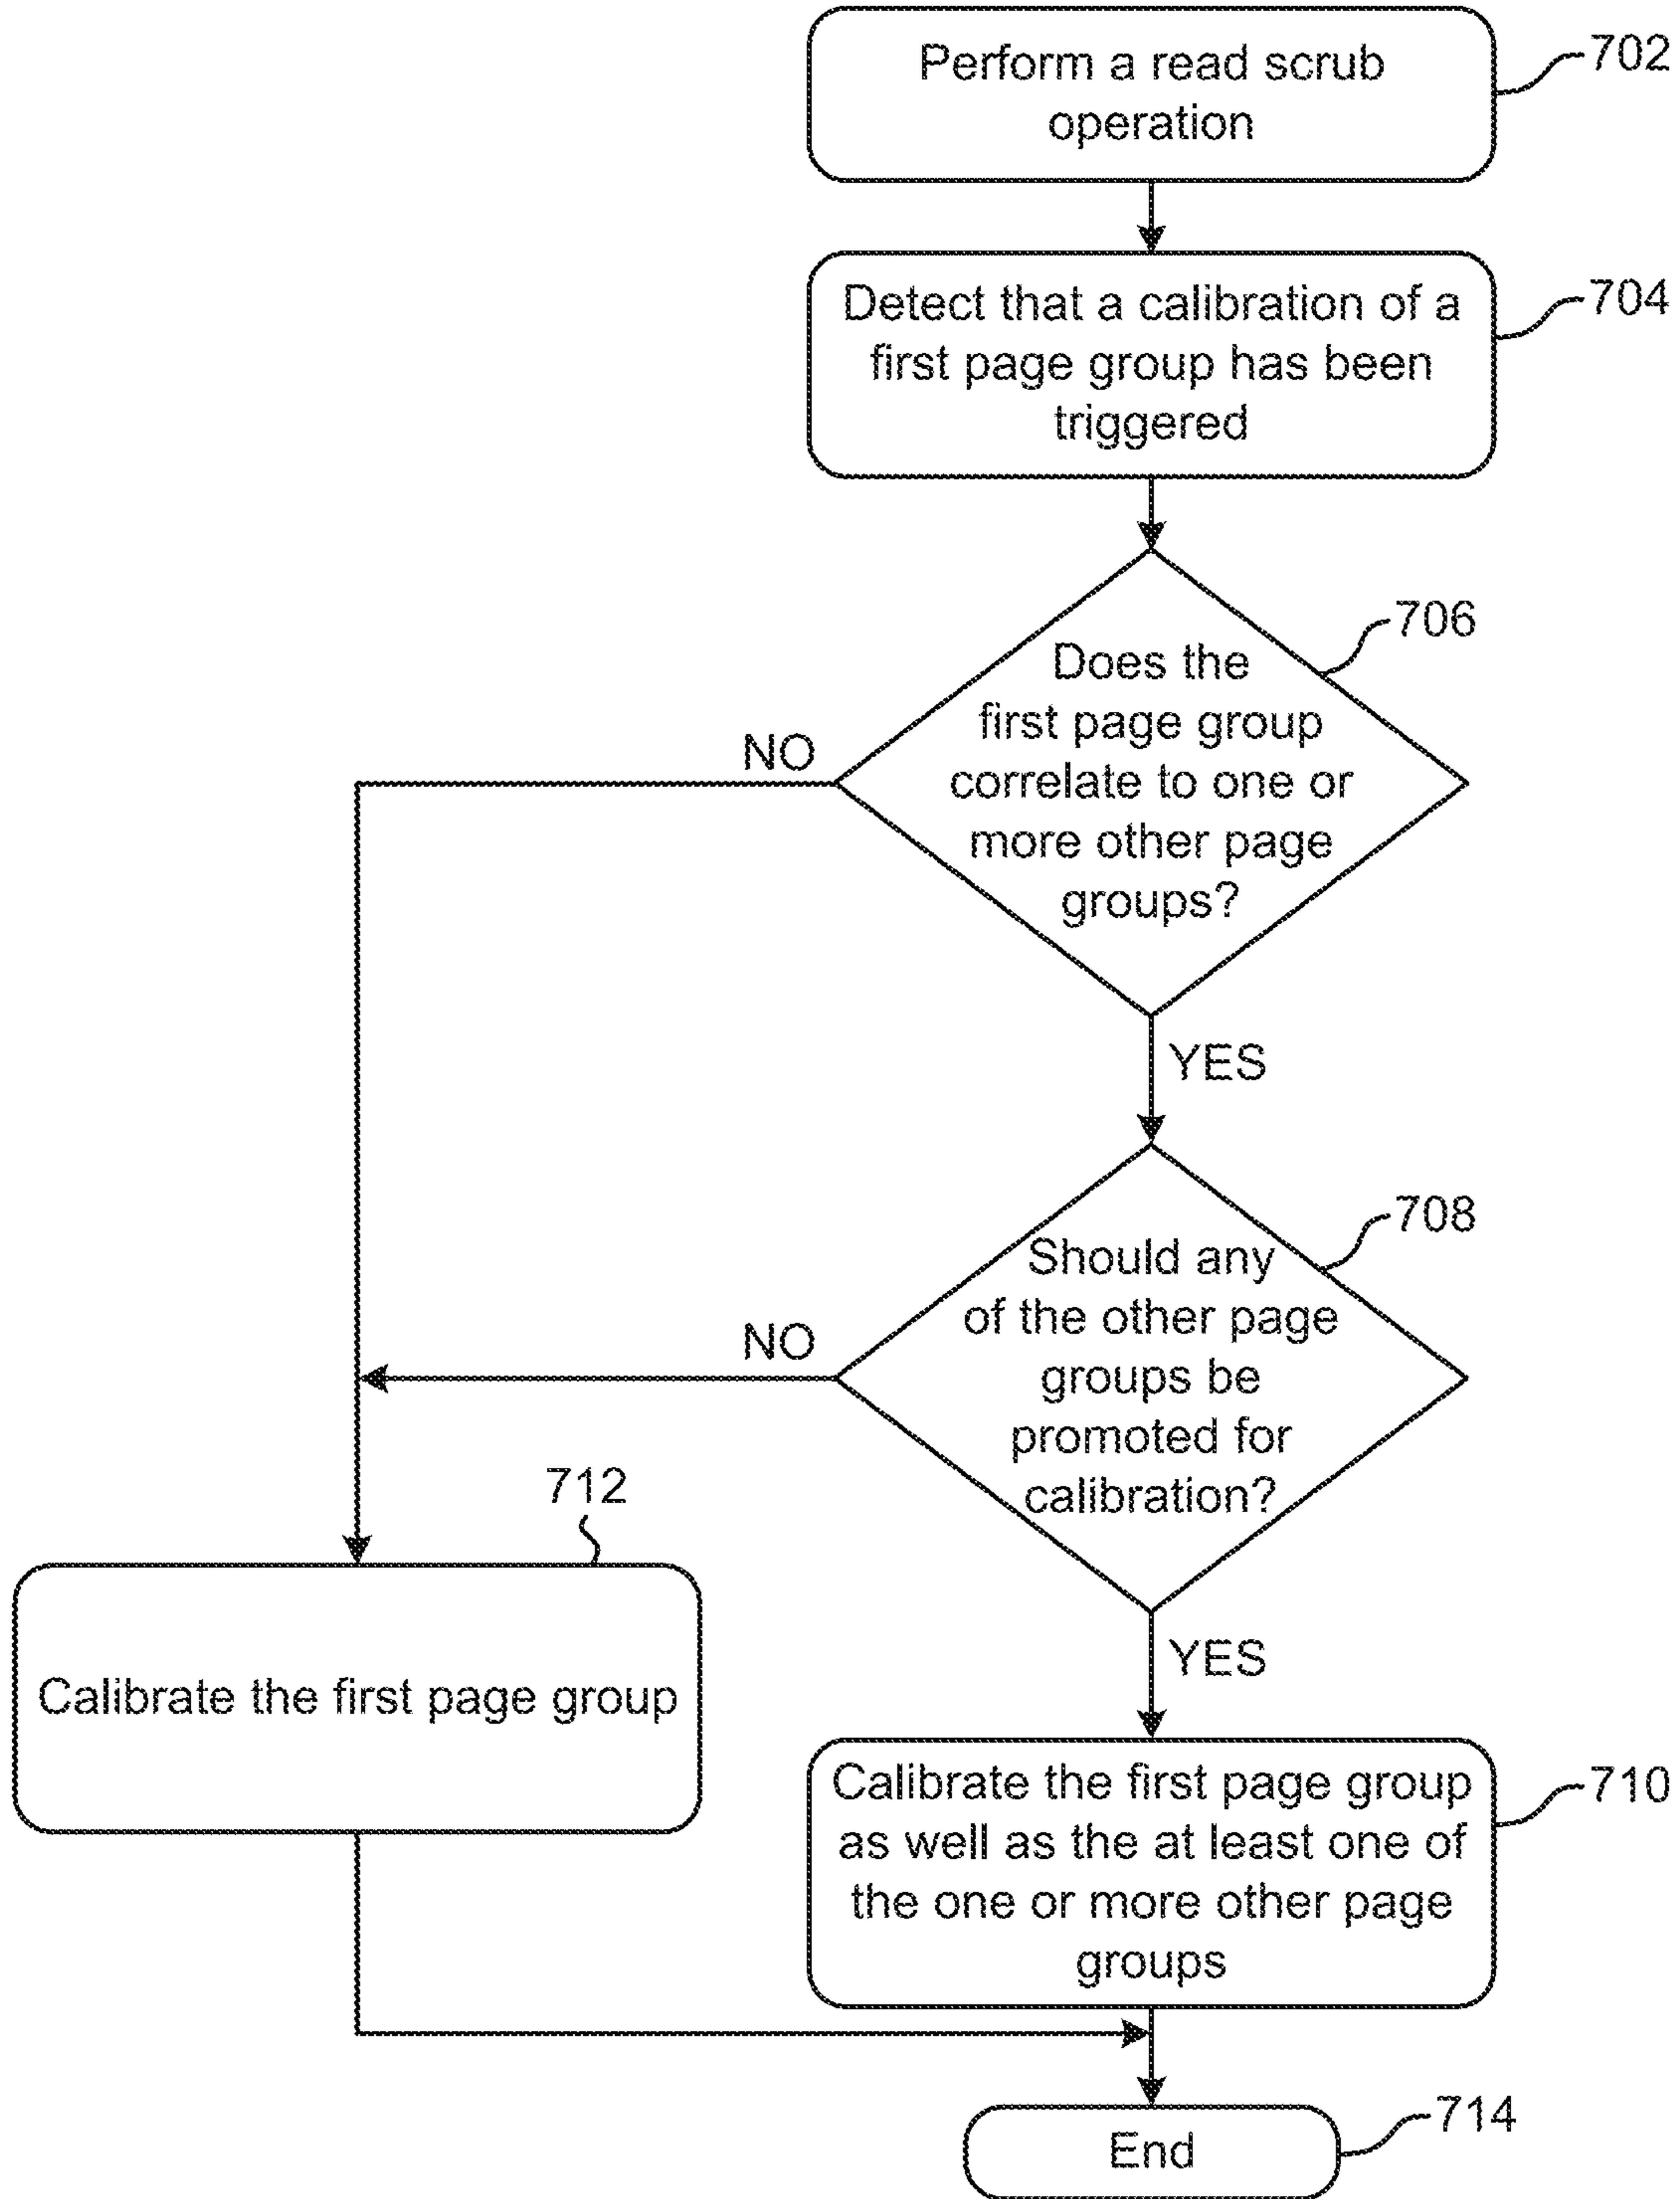 Perform a read scrub
operation
702
Detect that a calibration of a
first page group has been
triggered
704
706
Does the
first page group
correlate to one or
more other page
groups?
NO
YES
708
Should any
of the other page
groups be
promoted for
calibration?
NO
YES
712
Calibrate the first page group
Calibrate the first page group
as well as the at least one of
the one or more other page
groups
710
End
714